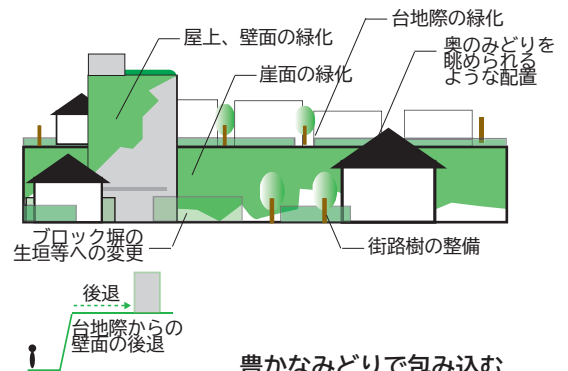 台地際の緑化
屋上、壁面の緑化
奥のみどりを
眺められる
ような配置
崖面の緑化
ブロック塀の
生垣等への変更
街路樹の整備
後退
台地際からの
壁面の後退
豊かなみどりで包み込む